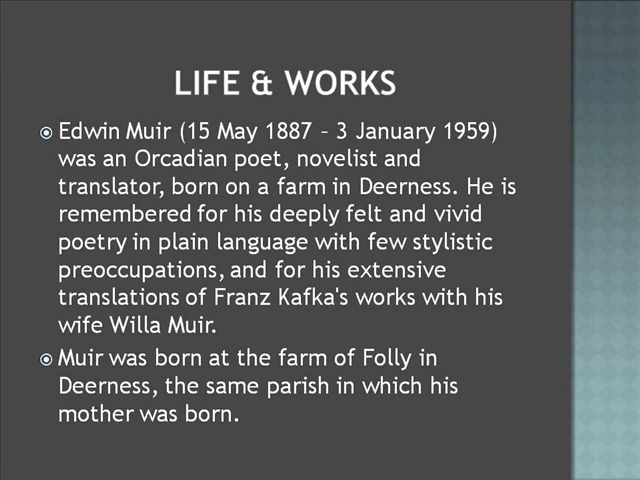 LIFE & WORKS
Edwin Muir (15 May 1887 – 3 January 1959)
was an Orcadian poet, novelist and
translator, born on a farm in Deerness. He is
remembered for his deeply felt and vivid
poetry in plain language with few stylistic
preoccupations, and for his extensive
translations of Franz Kafka's works with his
wife Willa Muir.
Muir was born at the farm of Folly in
Deerness, the same parish in which his
mother was born.